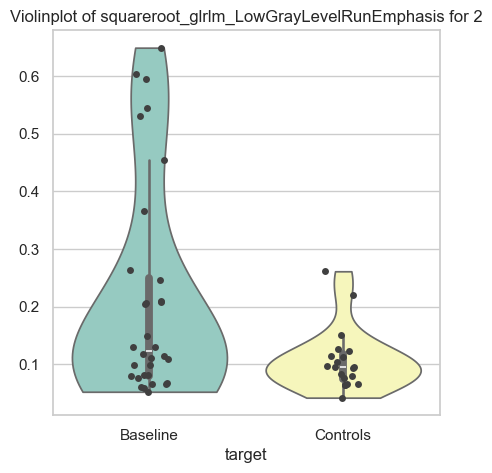 Violinplot of squareroot_glrlm_LowGrayLevelRunEmphasis for 2
0.6
0.5
0.4
0.3
0.2
0.1
Baseline Controls
target